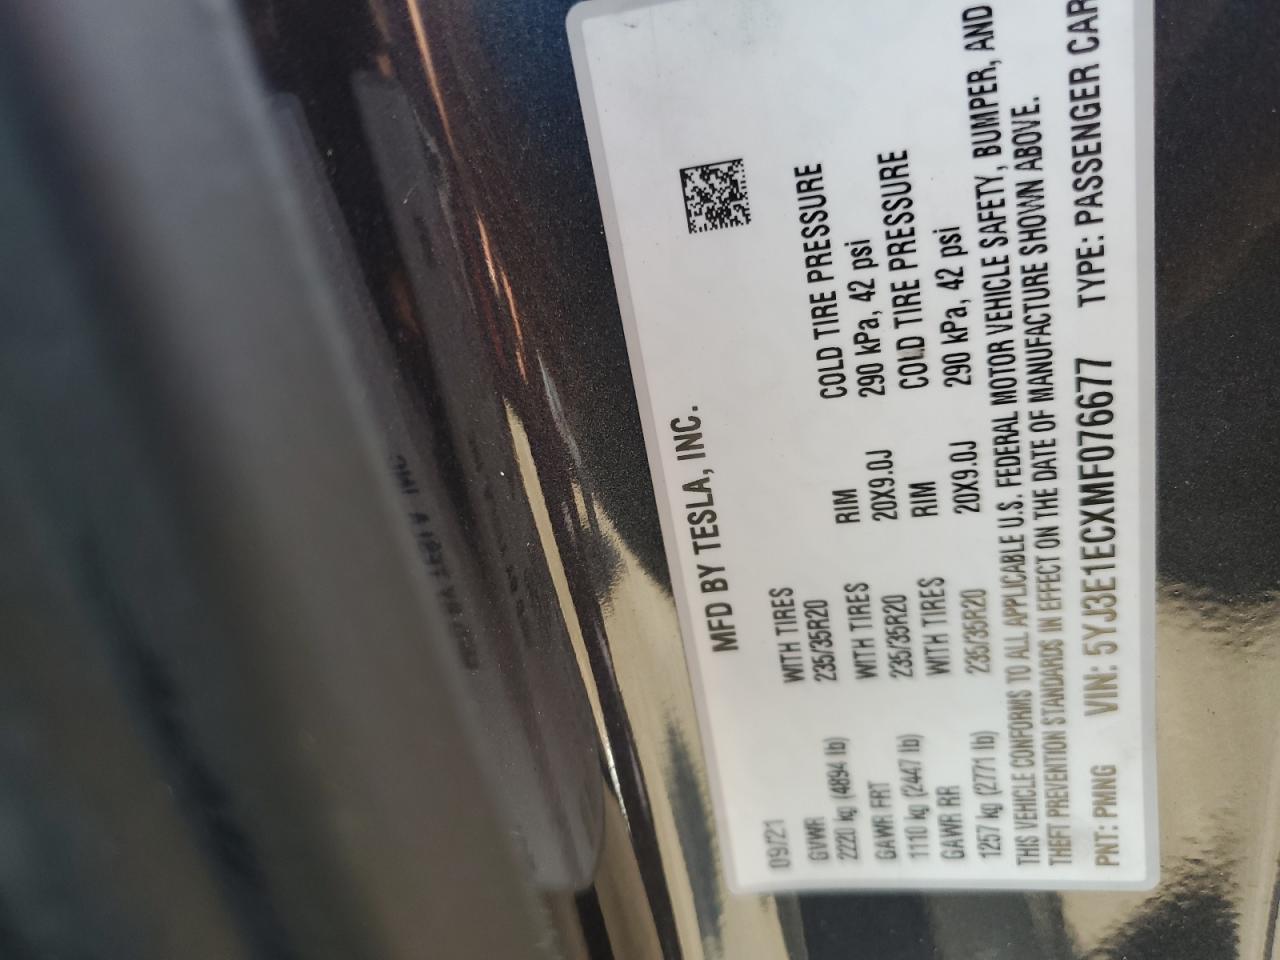 MFD BY TESLA, INC.
09/21
GVWR WITH TIRES RIM COLD TIRE PRESSURE
2220 kg (4894 lb) 235/35R20 20X9.0J 290 kPa, 42 psi
GAWR FRT WITH TIRES RIM COLD TIRE PRESSURE
1110 kg (2447 lb) 235/35R20 20X9.0J 290 kPa, 42 psi
GAWR RR WITH TIRES
1257 kg (2771 lb) 235/35R20
THIS VEHICLE CONFORMS TO ALL APPLICABLE U.S. FEDERAL MOTOR VEHICLE SAFETY, BUMPER, AND
THEFT PREVENTION STANDARDS IN EFFECT ON THE DATE OF MANUFACTURE SHOWN ABOVE.
PNT: PMNG VIN: 5YJ3E1ECXMF076677 TYPE: PASSENGER CAR